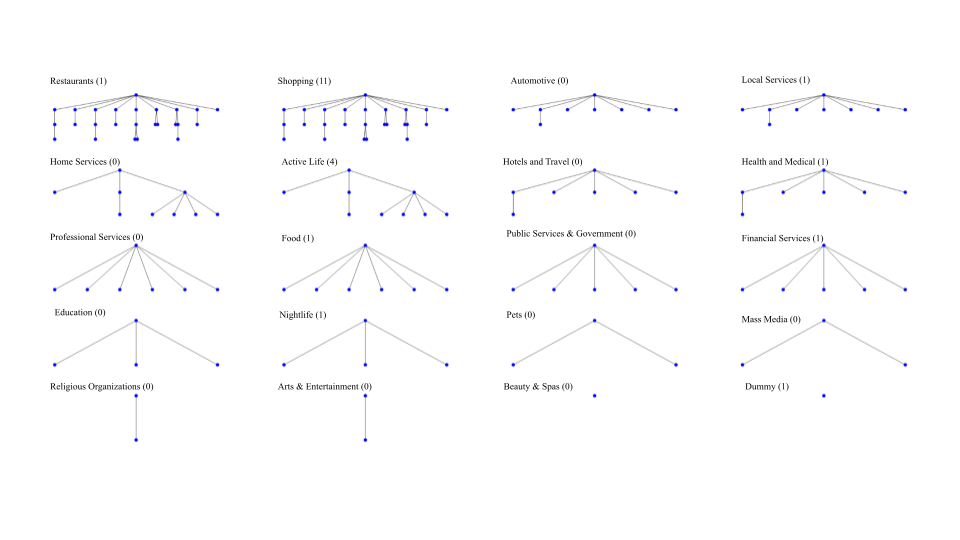 Restaurants (1)
Shopping (11)
Automotive (0)
Local Services (1)
Home Services (0)
Active Life (4)
Hotels and Travel (0)
Health and Medical (1)
Professional Services (0)
Food (1)
Public Services & Government (0)
Financial Services (1)
Education (0)
Nightlife (1)
Pets (0)
Mass Media (0)
Religious Organizations (0)
Arts & Entertainment (0)
Beauty & Spas (0)
Dummy (1)